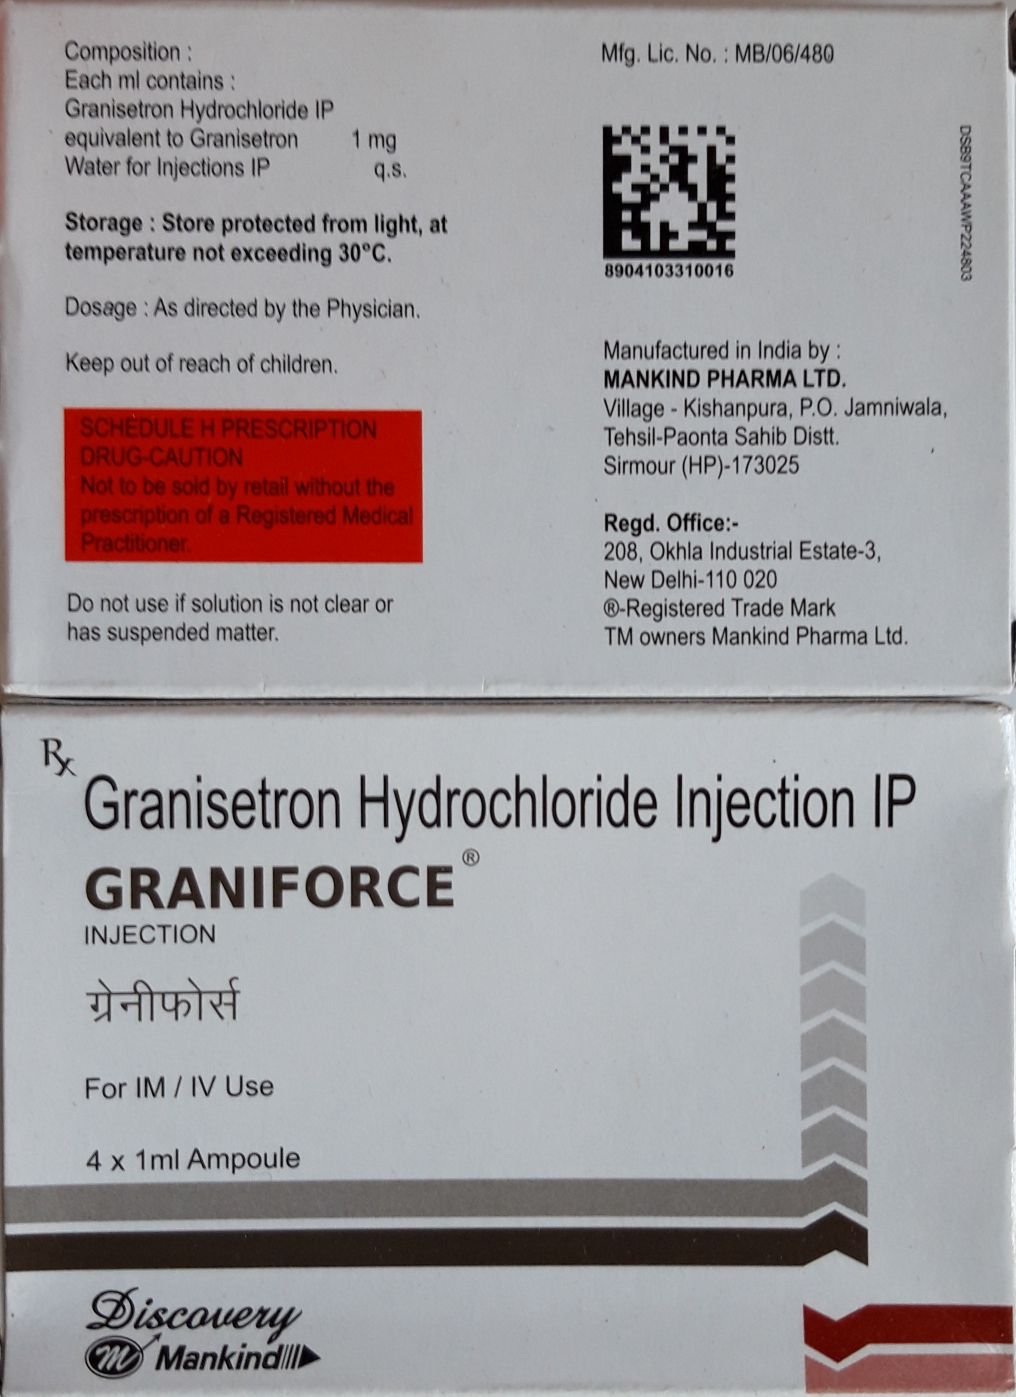 Composition :
Each ml contains :
Granisetron Hydrochloride IP
equivalent to Granisetron 1 mg
Water for Injections IP q.s.
Storage : Store protected from light, at
temperature not exceeding 30°C.
Dosage : As directed by the Physician.
Keep out of reach of children.
SCHEDULE H PRESCRIPTION
DRUG-CAUTION
Not to be sold by retail without the
prescription of a Registered Medical
Practitioner.
Do not use if solution is not clear or
has suspended matter.
Mfg. Lic. No. : MB/06/480
8904103310016
DSB9TCAAAWP224803
Manufactured in India by :
MANKIND PHARMA LTD.
Village - Kishanpura, P.O. Jamniwala,
Tehsil-Paonta Sahib Distt.
Sirmour (HP)-173025
Regd. Office:-
208, Okhla Industrial Estate-3,
New Delhi-110 020
®-Registered Trade Mark
TM owners Mankind Pharma Ltd.
Rx
Granisetron Hydrochloride Injection IP
GRANIFORCE®
INJECTION
ग्रेनीफोर्स
For IM / IV Use
4 x 1ml Ampoule
Discovery
m Mankind